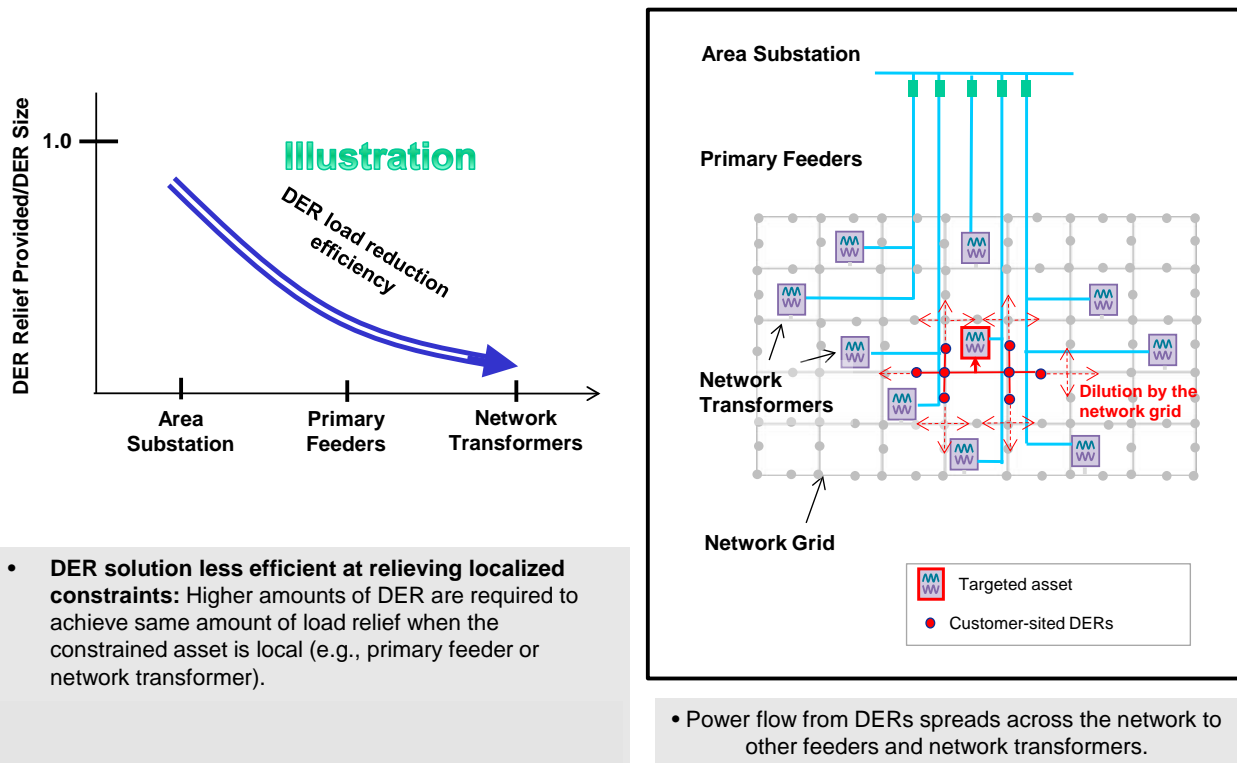 DER Relief Provided/DER Size
1.0
Illustration
DER load reduction
efficiency
Area
Substation
Primary
Feeders
Network
Transformers
• DER solution less efficient at relieving localized
constraints: Higher amounts of DER are required to
achieve same amount of load relief when the
constrained asset is local (e.g., primary feeder or
network transformer).
Area Substation
Primary Feeders
Network
Transformers
Dilution by the
network grid
Network Grid
Targeted asset
Customer-sited DERs
• Power flow from DERs spreads across the network to
other feeders and network transformers.